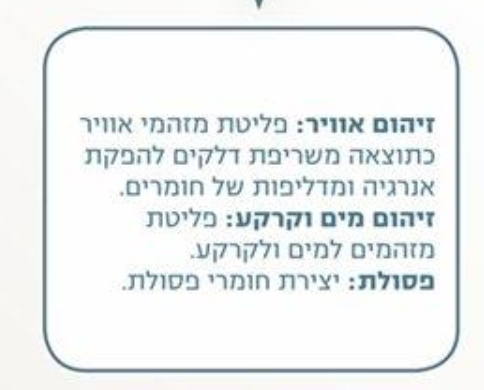 זיהום אוויר: פליטת מזהמי אוויר
כתוצאה משריפת דלקים להפקת
אנרגיה ומדליפות של חומרים.
זיהום מים וקרקע: פליטת
מזהמים למים ולקרקע.
פסולת: יצירת חומרי פסולת.